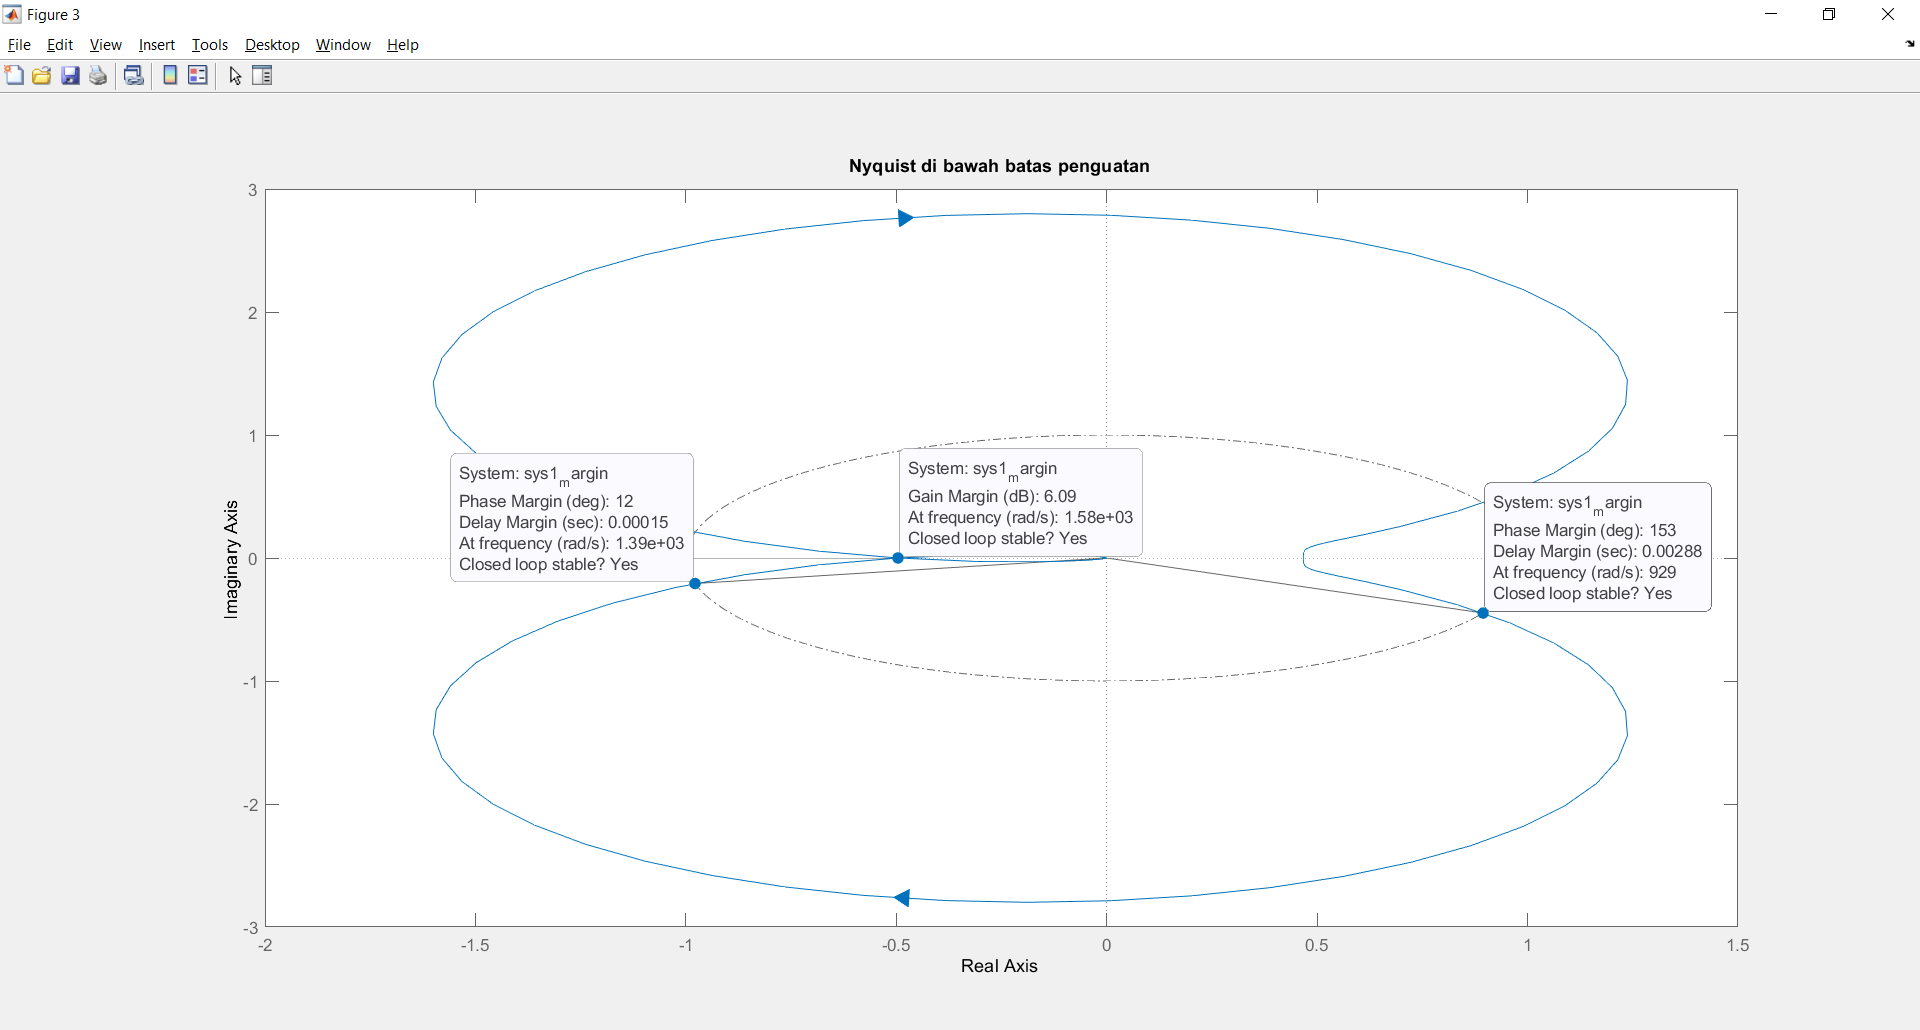 Figure 3
File Edit View Insert Tools Desktop Window Help
Nyquist di bawah batas penguatan
3
2
1
0
-1
-2
-3
Imaginary Axis
System: sys1margin
Phase Margin (deg): 12
Delay Margin (sec): 0.00015
At frequency (rad/s): 1.39e+03
Closed loop stable? Yes
System: sys1margin
Gain Margin (dB): 6.09
At frequency (rad/s): 1.58e+03
Closed loop stable? Yes
System: sys1margin
Phase Margin (deg): 153
Delay Margin (sec): 0.00288
At frequency (rad/s): 929
Closed loop stable? Yes
-2 -1.5 -1 -0.5 0 0.5 1 1.5
Real Axis